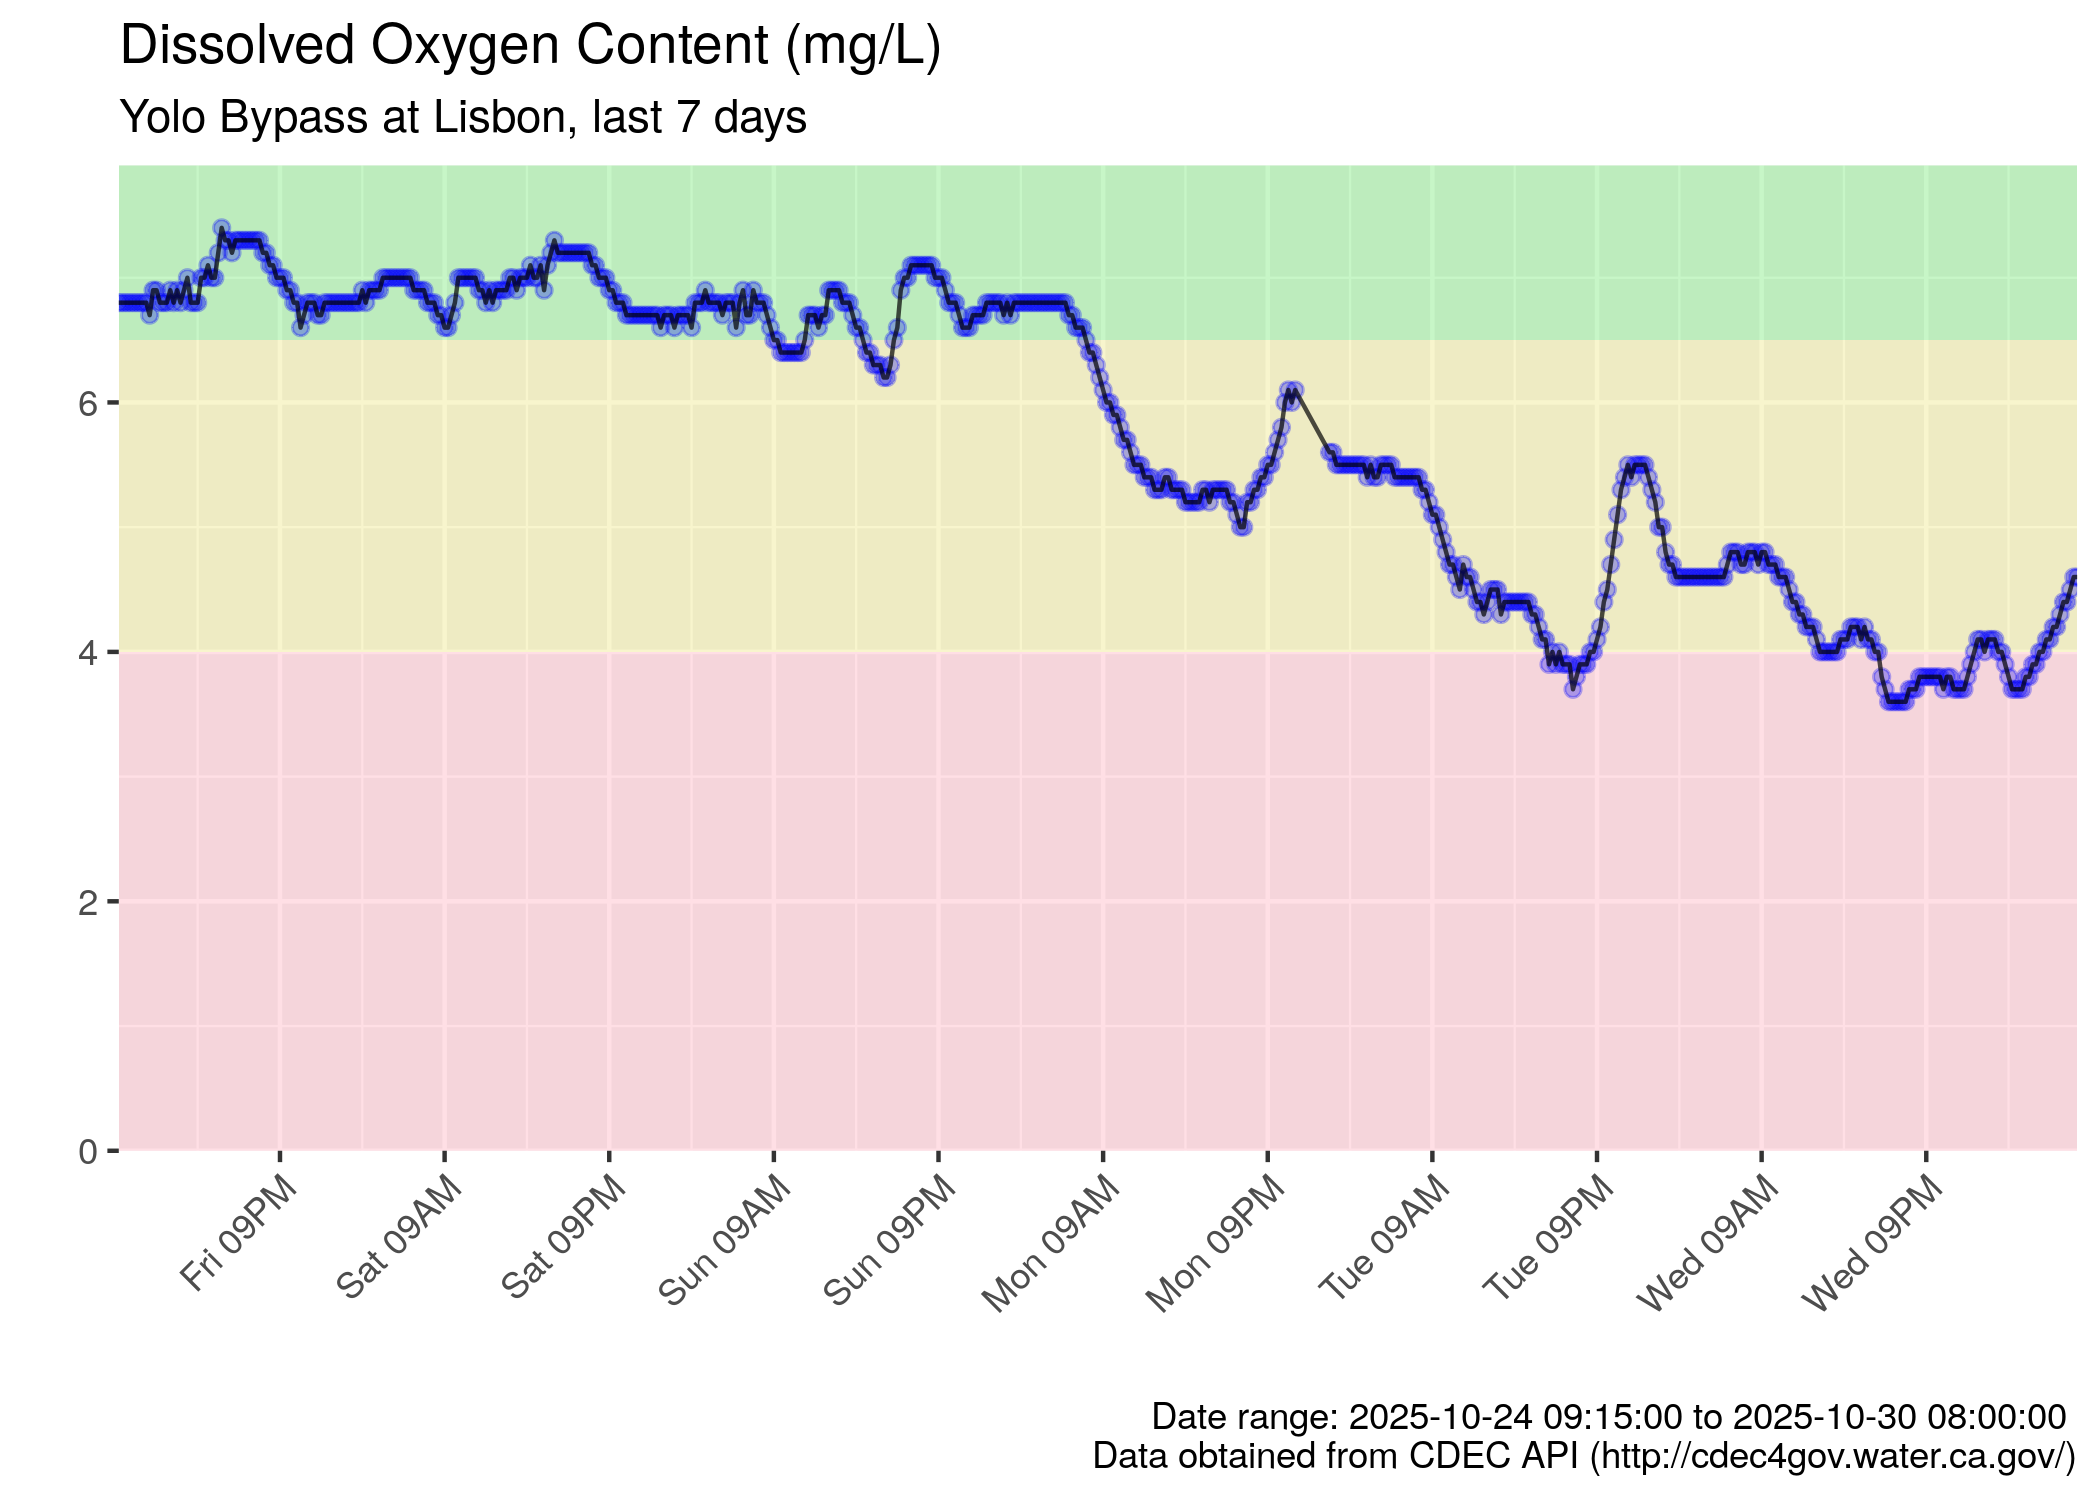 Dissolved Oxygen Content (mg/L)
Yolo Bypass at Lisbon, last 7 days
6
4
2
0
Fri 09PM
Sat 09AM
Sat 09PM
Sun 09AM
Sun 09PM
Mon 09AM
Mon 09PM
Tue 09AM
Tue 09PM
Wed 09AM
Wed 09PM
Date range: 2025-10-24 09:15:00 to 2025-10-30 08:00:00
Data obtained from CDEC API (http://cdec4gov.water.ca.gov/)